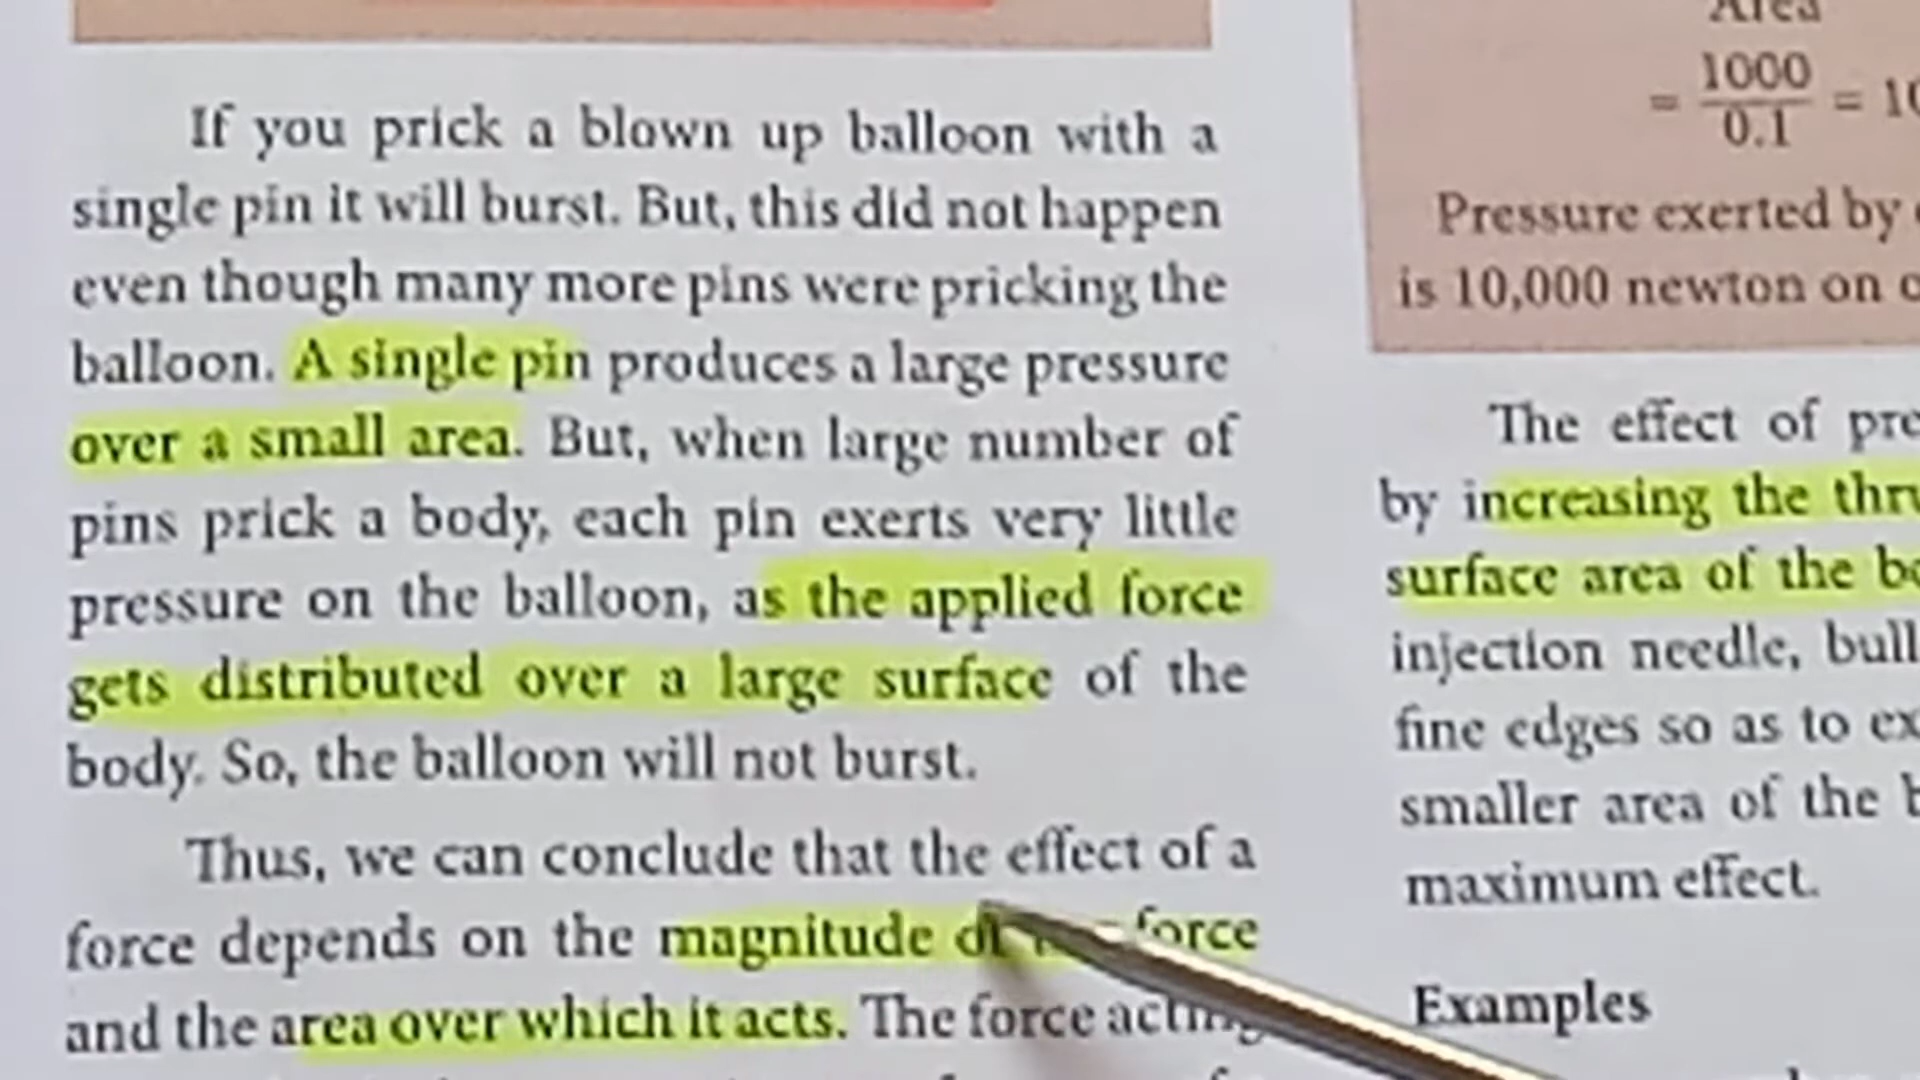 If you prick a blown up balloon with a
single pin it will burst. But, this did not happen
even though many more pins were pricking the
balloon. A single pin produces a large pressure
over a small area. But, when large number of
pins prick a body, each pin exerts very little
pressure on the balloon, as the applied force
gets distributed over a large surface of the
body. So, the balloon will not burst.
Thus, we can conclude that the effect of a
force depends on the magnitude of force
and the area over which it acts. The force acting
Area
= 1000 / 0.1 = 10
Pressure exerted by
is 10,000 newton on
The effect of
by increasing the
surface area of the
injection needle,
fine edges so as to
smaller area of the
maximum effect.
Examples